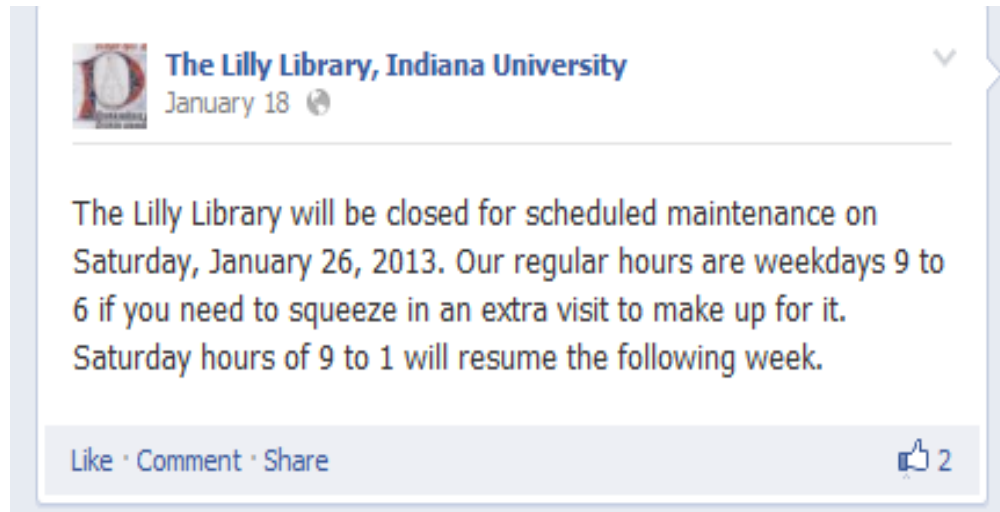 The Lilly Library, Indiana University
January 18
The Lilly Library will be closed for scheduled maintenance on
Saturday, January 26, 2013. Our regular hours are weekdays 9 to
6 if you need to squeeze in an extra visit to make up for it.
Saturday hours of 9 to 1 will resume the following week.
Like · Comment · Share 2